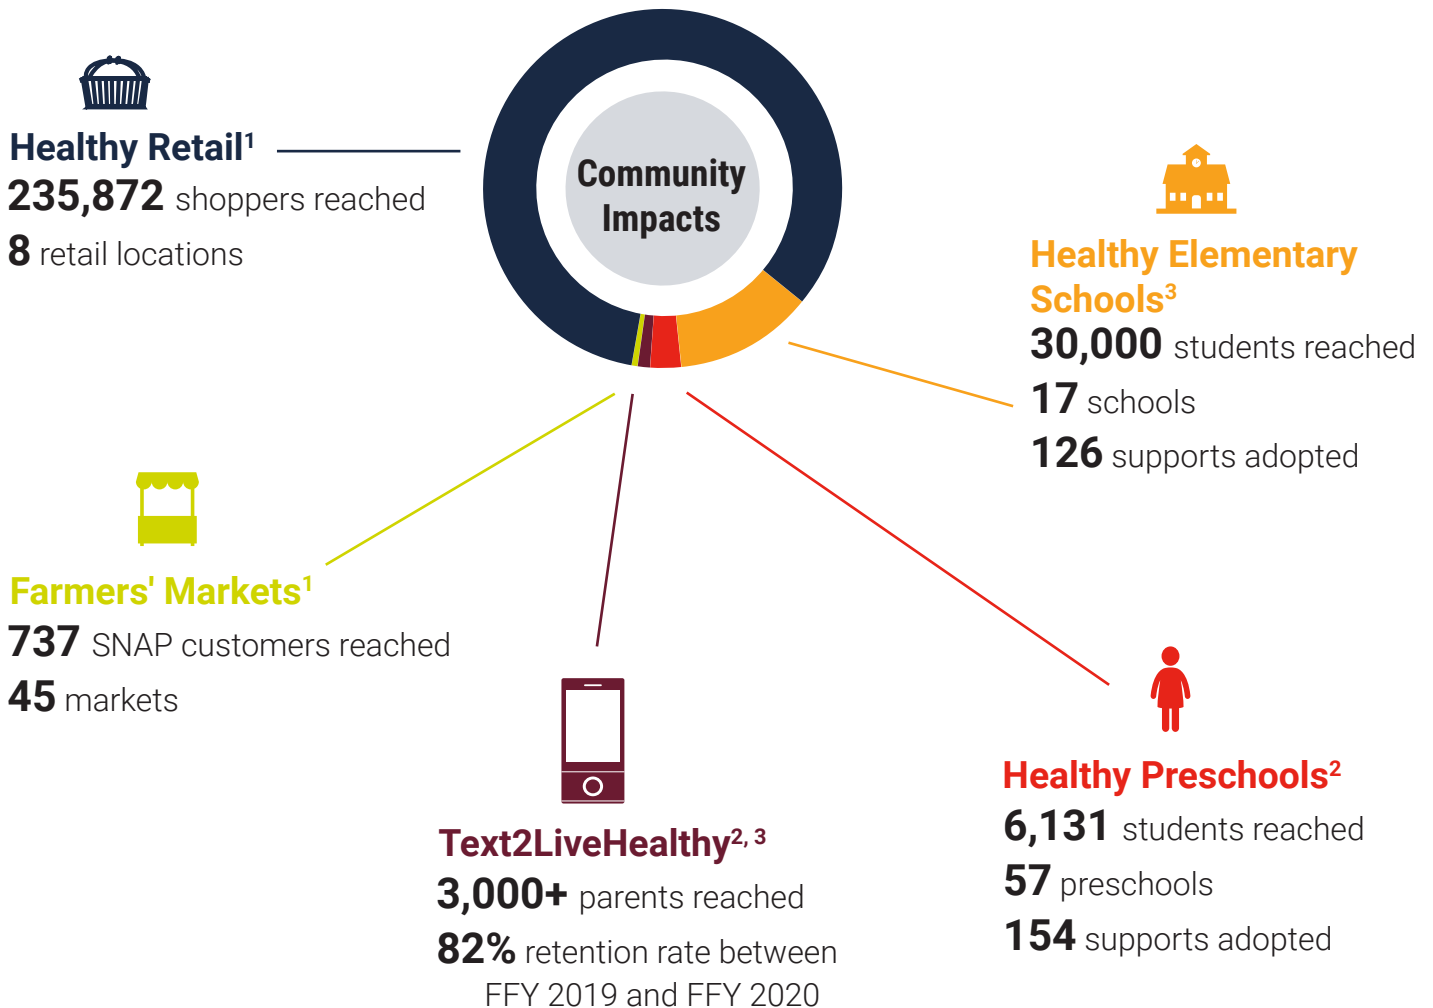 Community
Impacts
Healthy Retail¹
235,872 shoppers reached
8 retail locations
Healthy Elementary
Schools³
30,000 students reached
17 schools
126 supports adopted
Farmers' Markets¹
737 SNAP customers reached
45 markets
Text2LiveHealthy²,³
3,000+ parents reached
82% retention rate between
FFY 2019 and FFY 2020
Healthy Preschools²
6,131 students reached
57 preschools
154 supports adopted